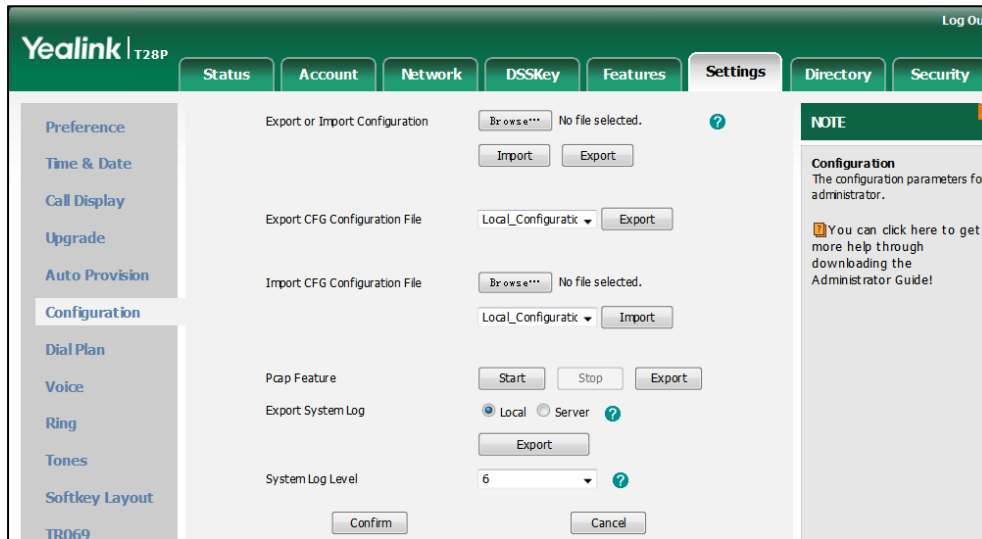 Log Ou
Yealink T28P
Status Account Network DSSKey Features Settings Directory Security
Preference
Time & Date
Call Display
Upgrade
Auto Provision
Configuration
Dial Plan
Voice
Ring
Tones
Softkey Layout
TR069
Export or Import Configuration Browse… No file selected. ?
Import Export
Export CFG Configuration File Local_Configuratic Export
Import CFG Configuration File Browse… No file selected.
Local_Configuratic Import
Pcap Feature Start Stop Export
Export System Log Local Server ?
Export
System Log Level 6 ?
Confirm Cancel
NOTE
Configuration
The configuration parameters fo
administrator.
? You can click here to get
more help through
downloading the
Administrator Guide!